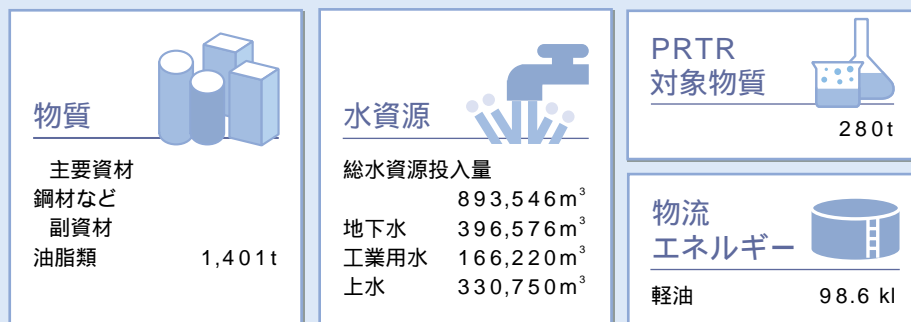 物質
主要資材
鋼材など
副資材
油脂類 1,401t
水資源
総水資源投入量
893,546m³
地下水 396,576m³
工業用水 166,220m³
上水 330,750m³
PRTR
対象物質
280t
物流
エネルギー
軽油 98.6 kl